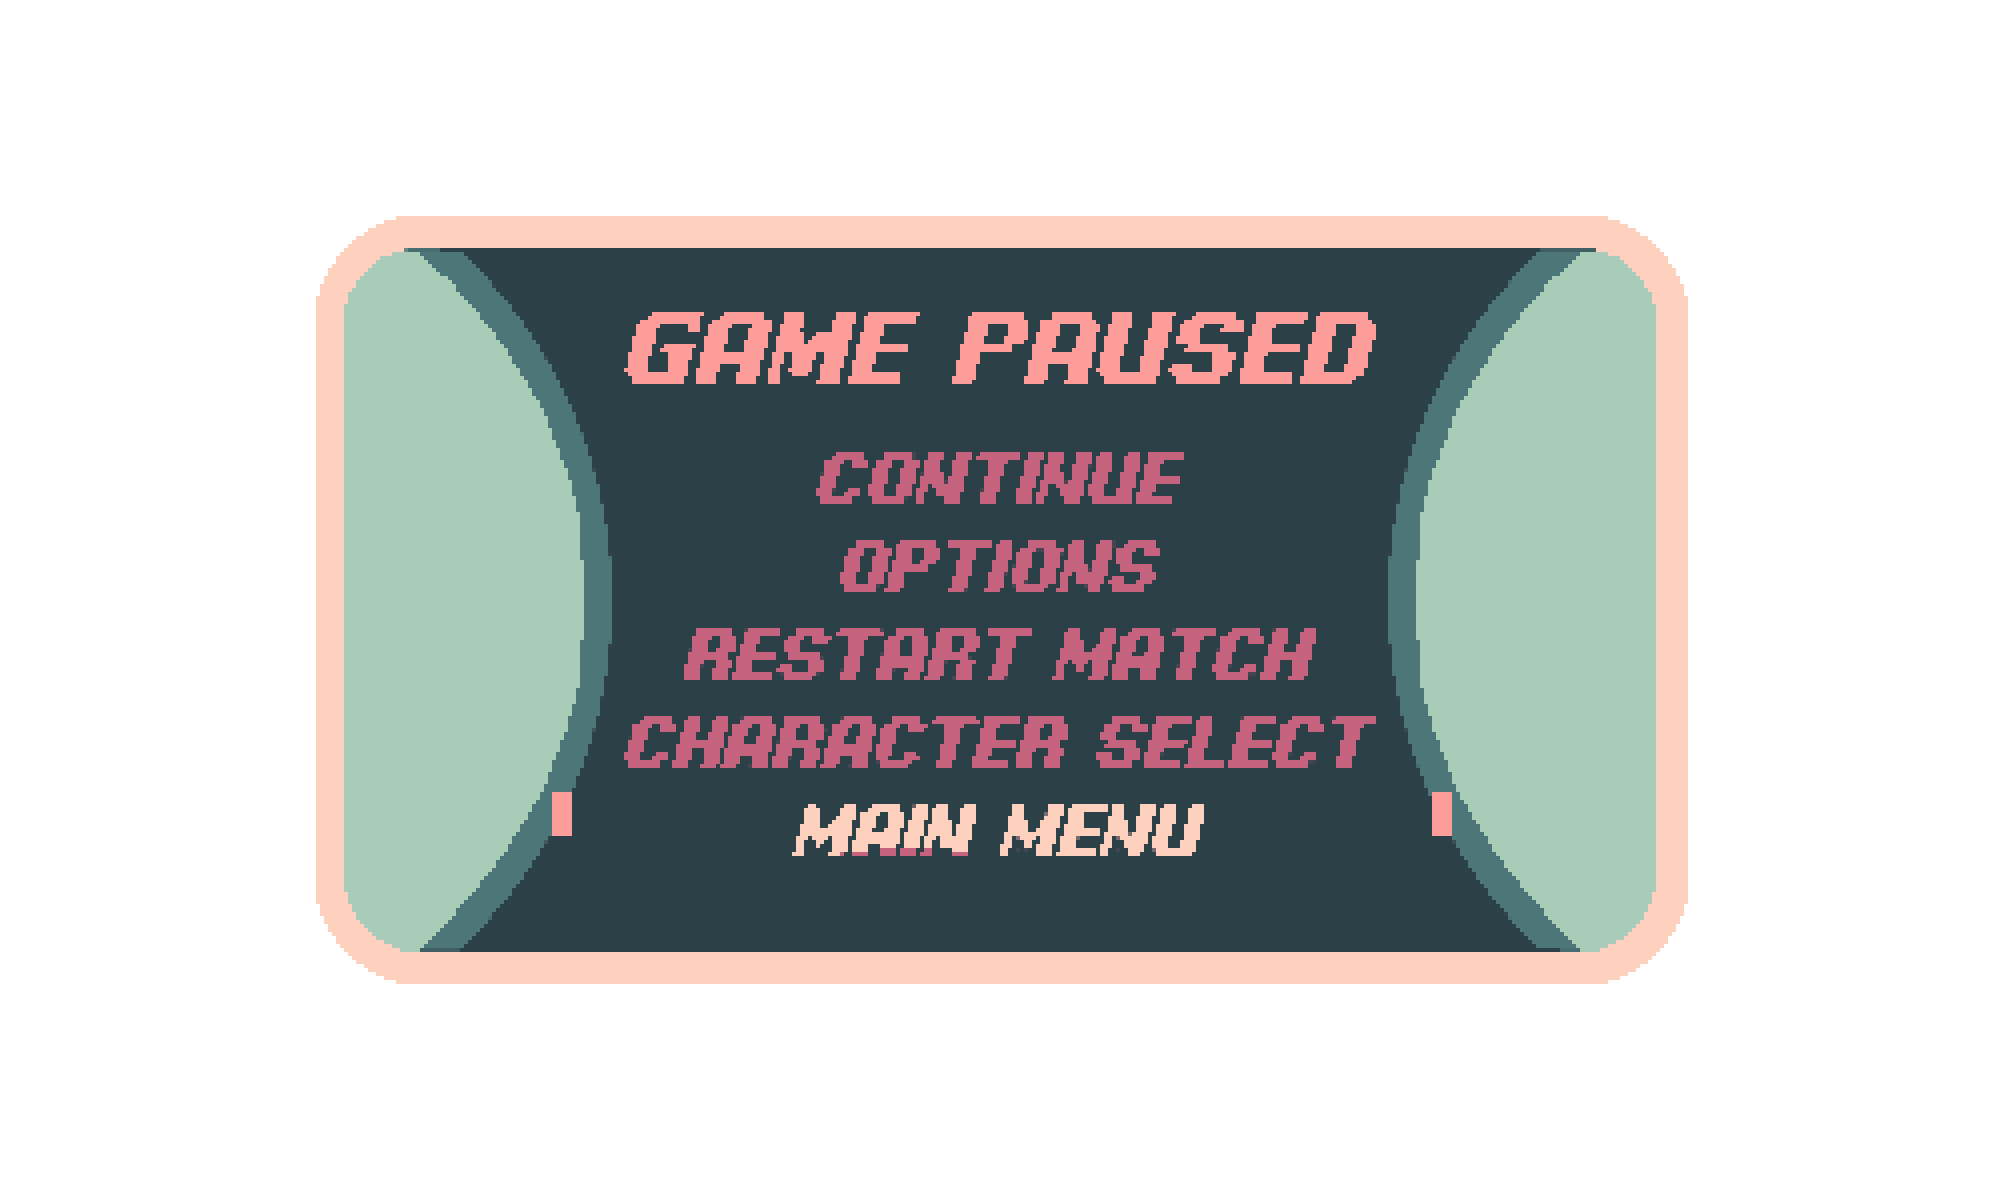 GAME PAUSED
CONTINUE
OPTIONS
RESTART MATCH
CHARACTER SELECT
MAIN MENU